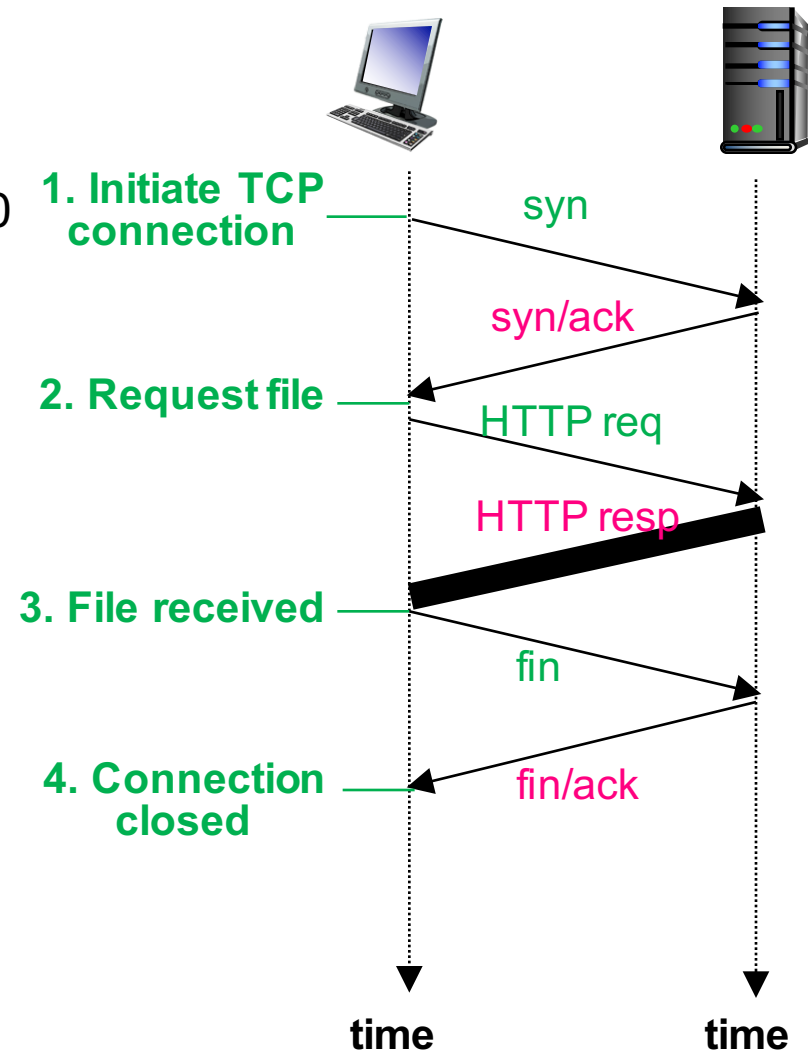 0
1. Initiate TCP
connection
syn
syn/ack
2. Request file
HTTP req
HTTP resp
3. File received
fin
4. Connection
closed
fin/ack
time
time